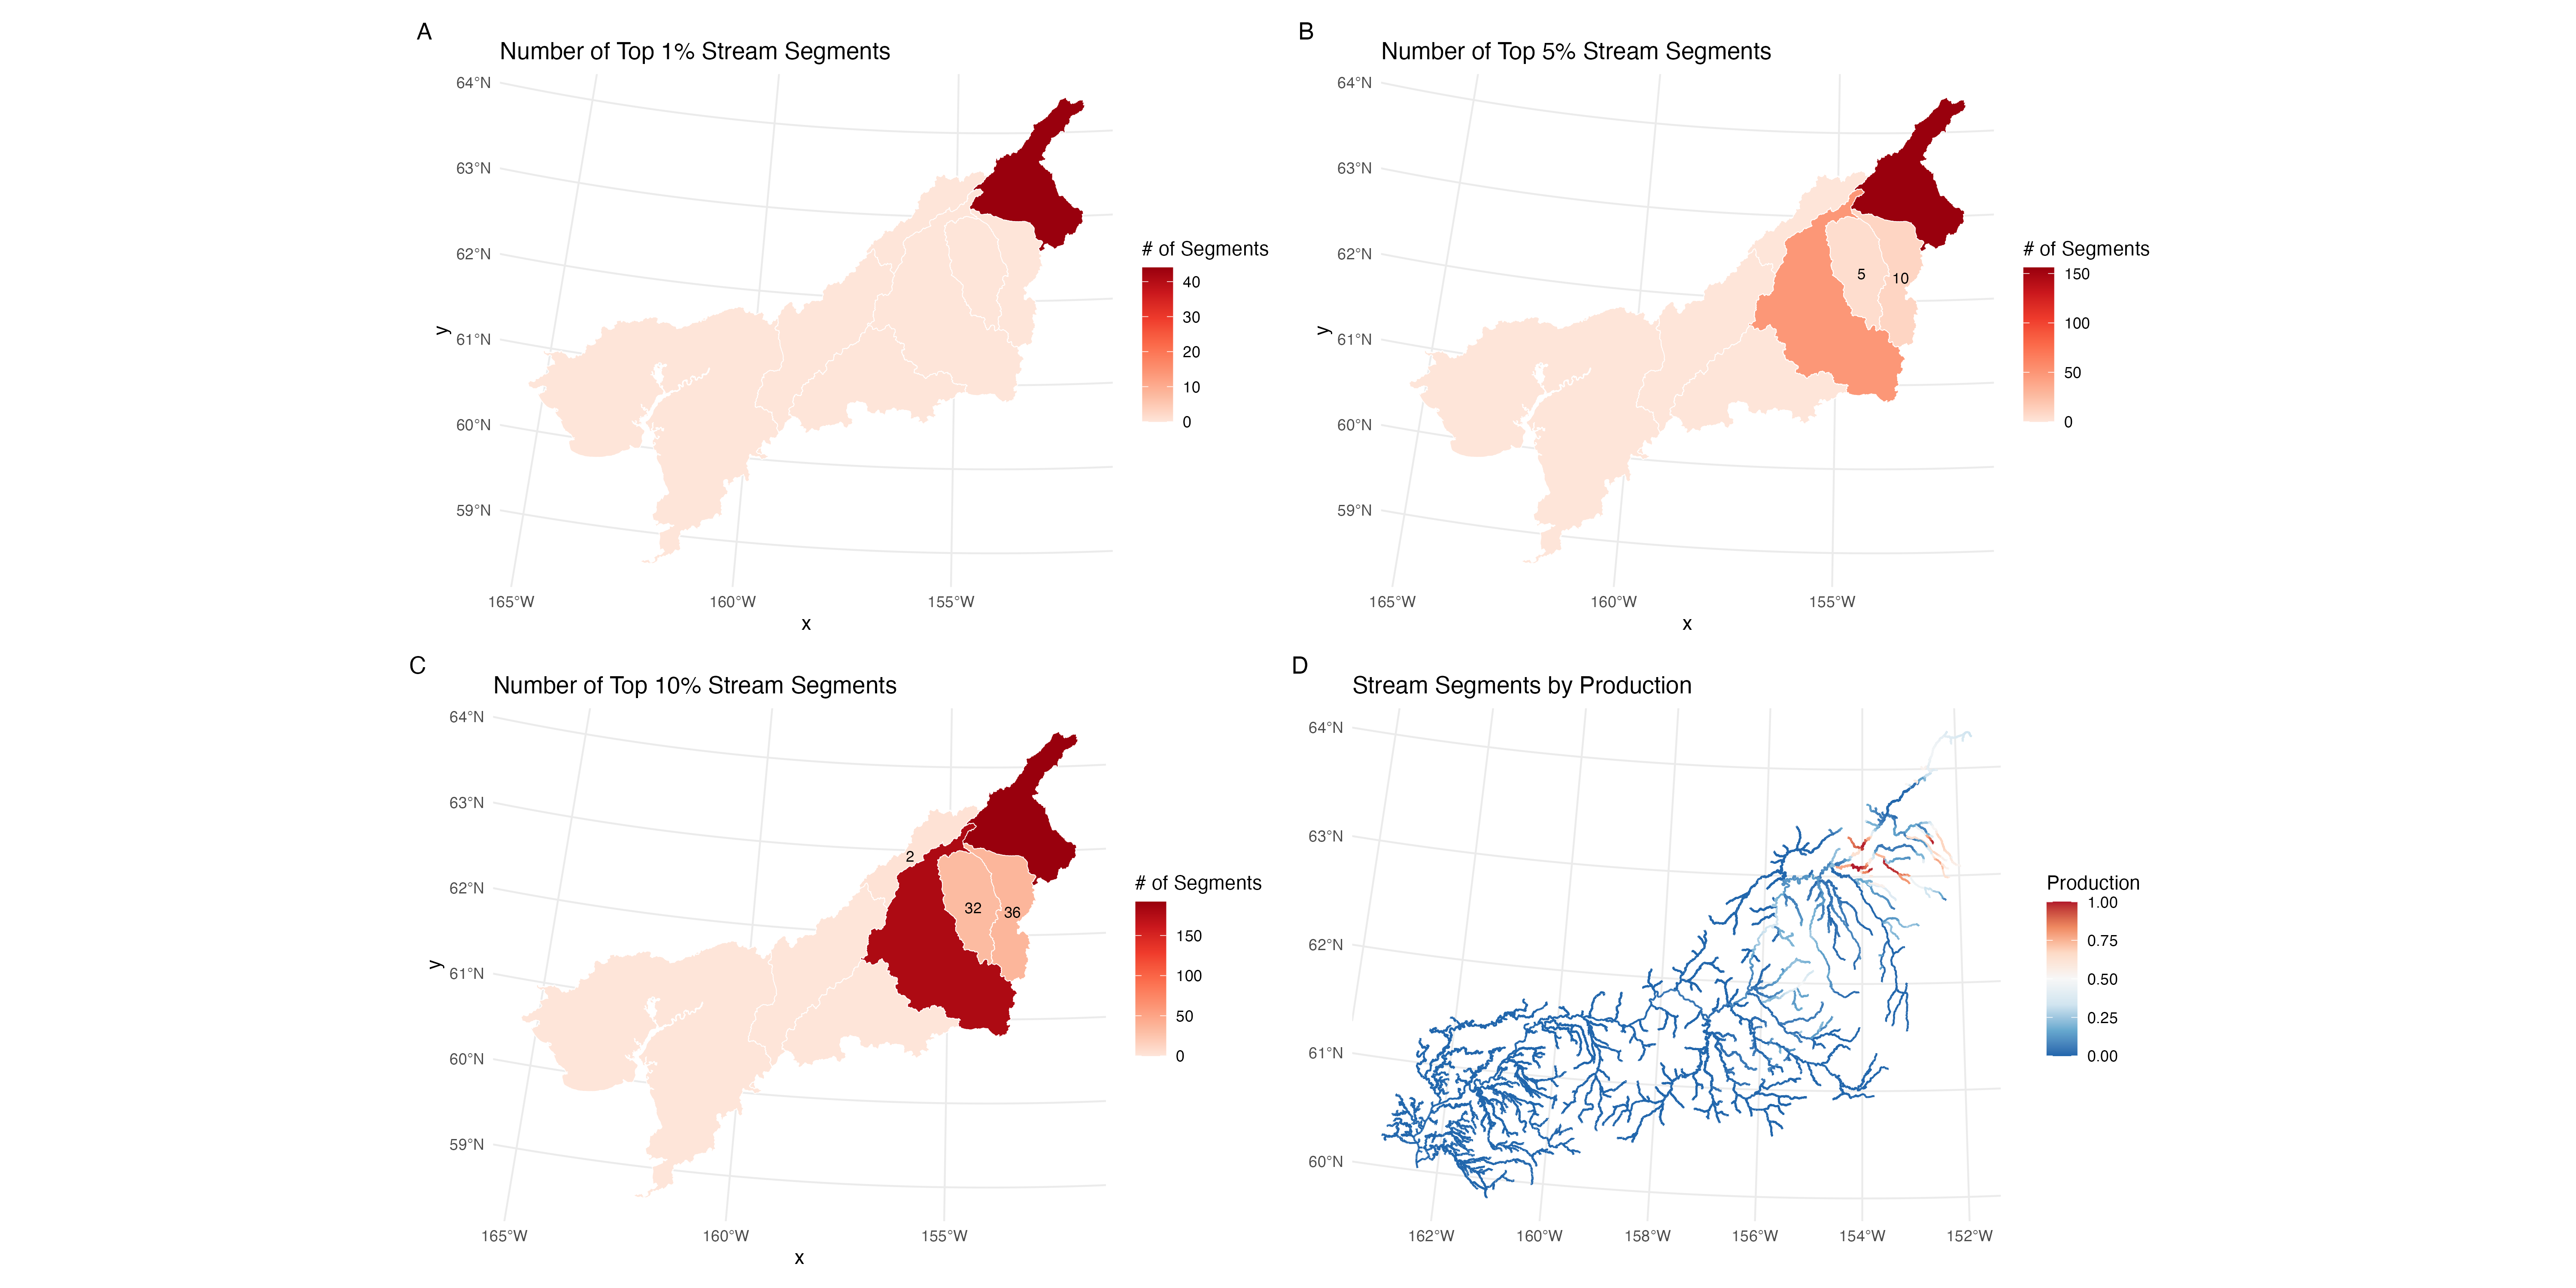 A
Number of Top 1% Stream Segments
64°N
63°N
62°N
61°N
60°N
59°N
y
165°W 160°W 155°W
x
# of Segments
40
30
20
10
0
B
Number of Top 5% Stream Segments
64°N
63°N
62°N
61°N
60°N
59°N
y
5
10
165°W 160°W 155°W
x
# of Segments
150
100
50
0
C
Number of Top 10% Stream Segments
64°N
63°N
62°N
61°N
60°N
59°N
y
2
32
36
165°W 160°W 155°W
x
# of Segments
150
100
50
0
D
Stream Segments by Production
64°N
63°N
62°N
61°N
60°N
162°W 160°W 158°W 156°W 154°W 152°W
Production
1.00
0.75
0.50
0.25
0.00